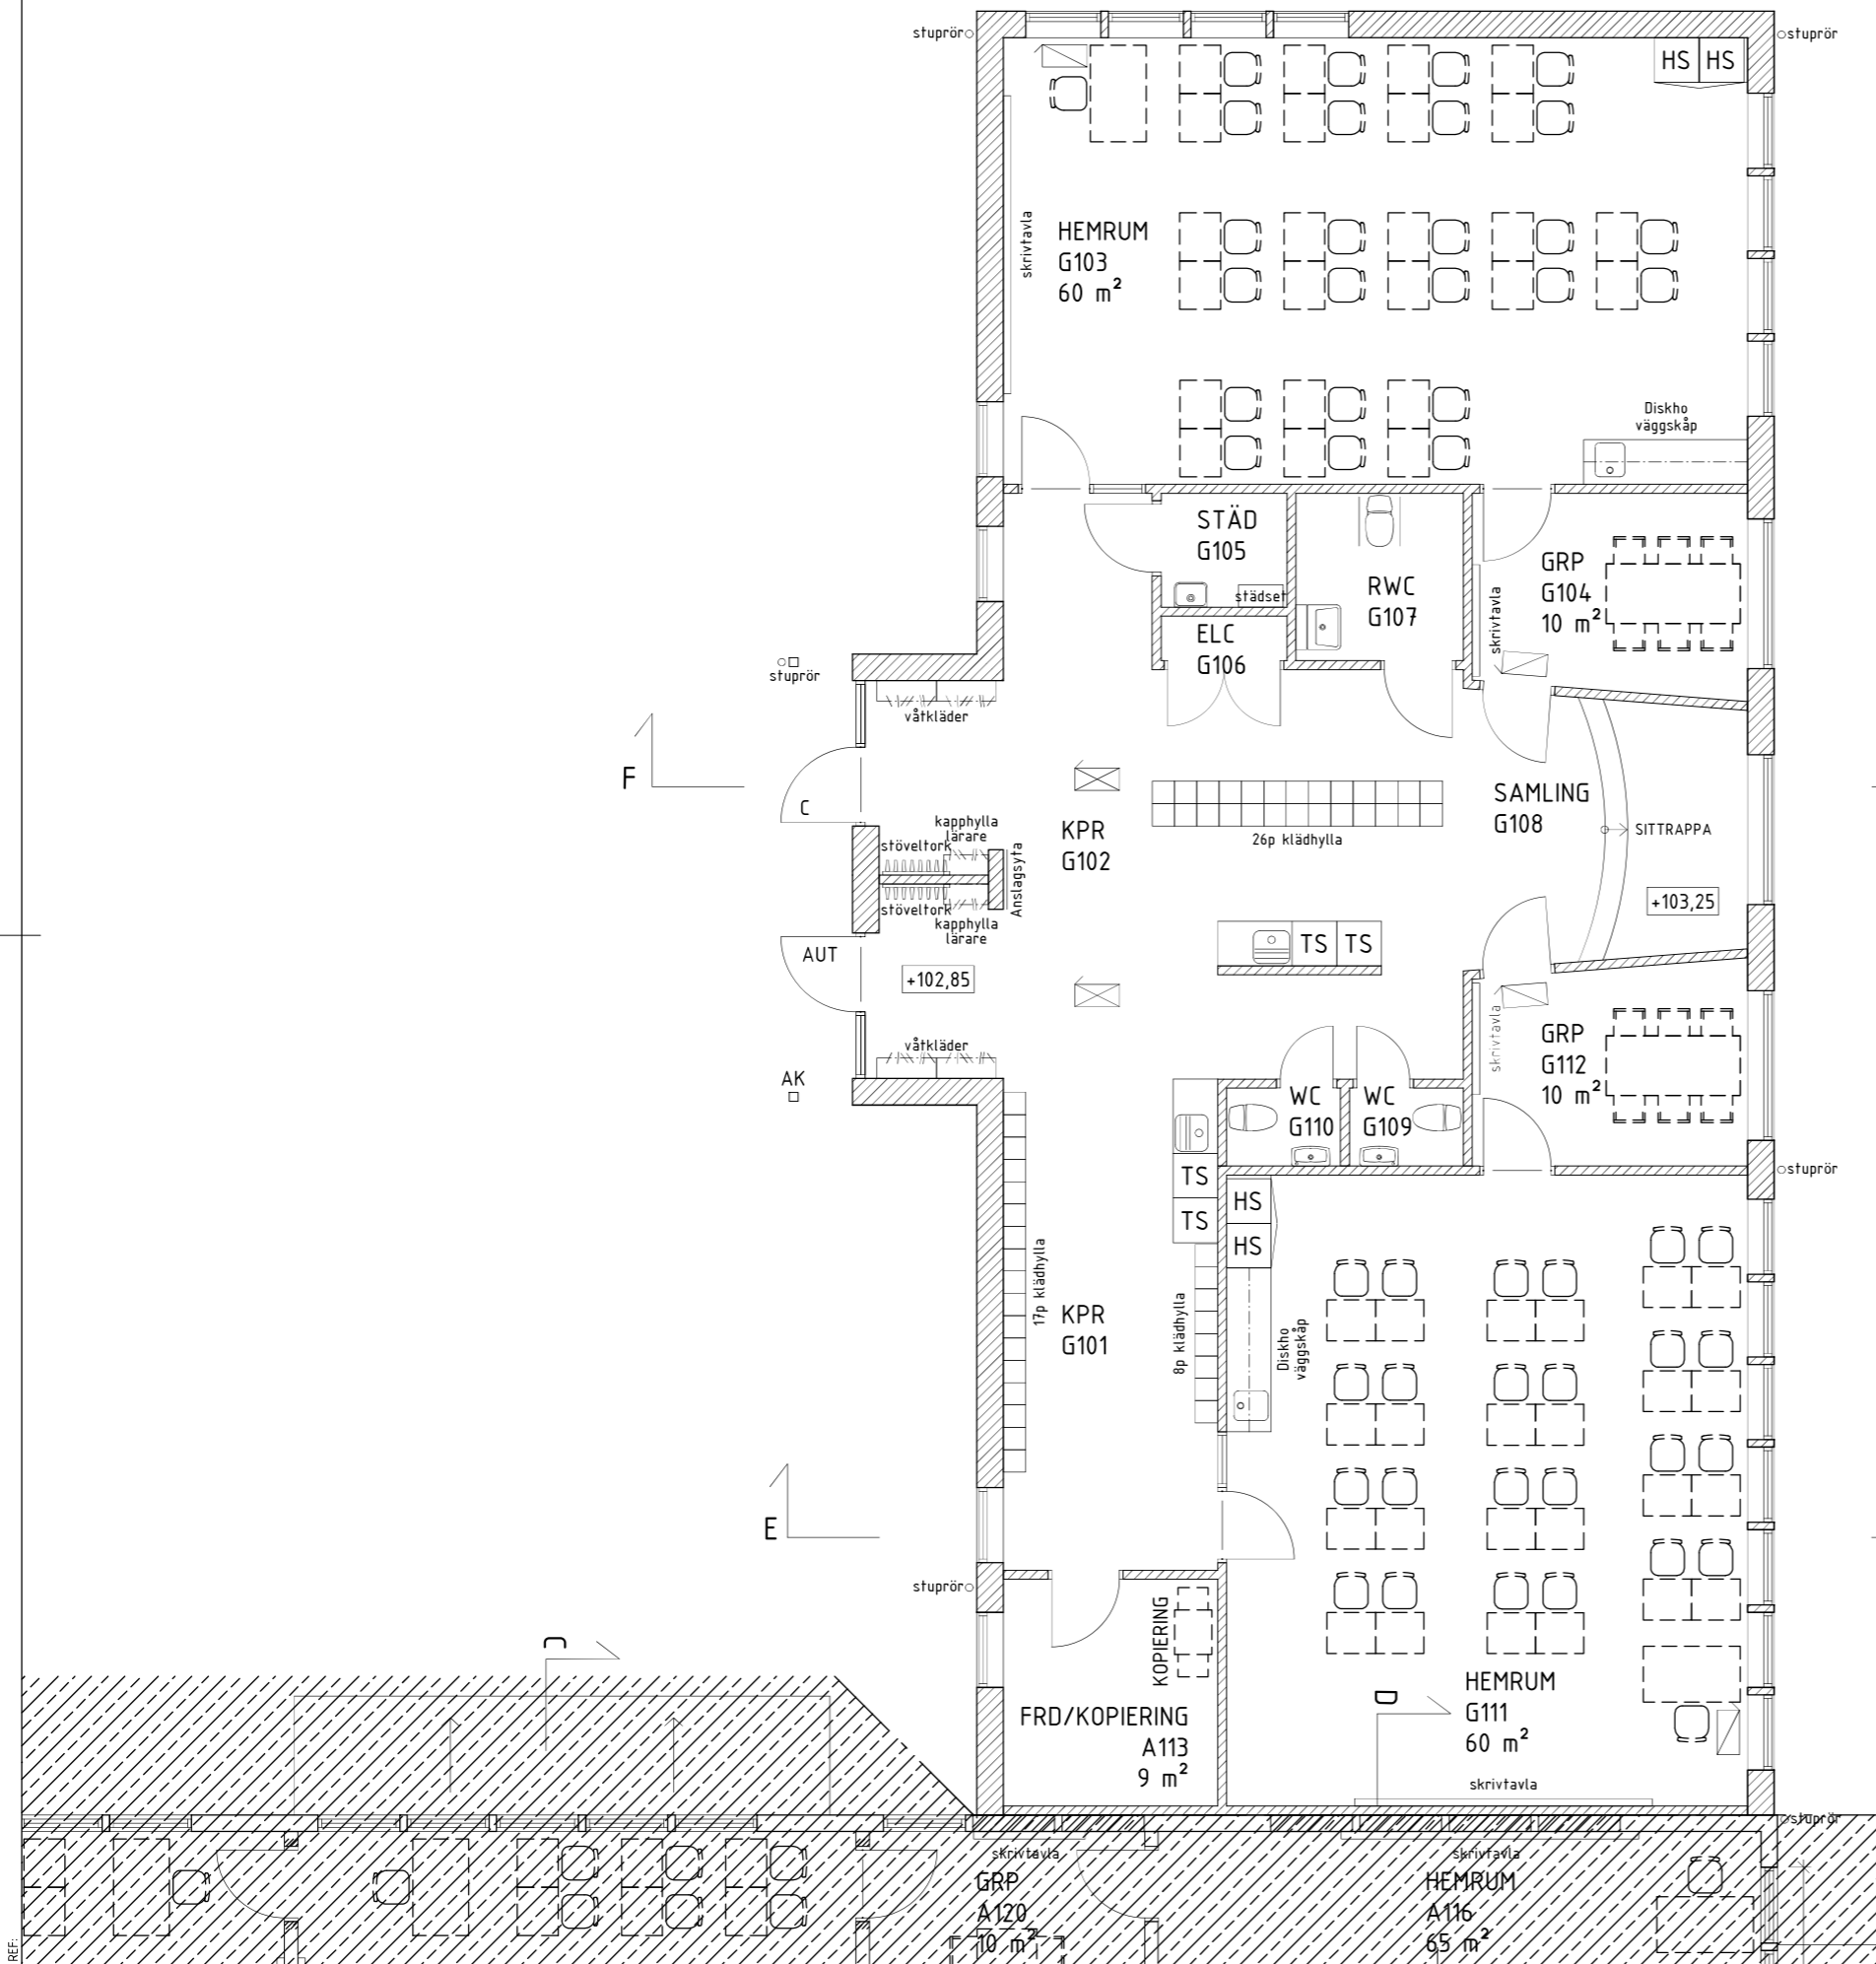 stuprör
stuprör
HS HS
skrivtavla
HEMRUM
G103
60 m²
Diskho
väggskåp
STÄD
G105
städset
RWC
G107
GRP
G104
10 m²
skrivtavla
ELC
G106
stuprör
våtkläder
F
C
kapphylla
lärare
stöveltork
KPR
G102
26p klädhylla
SAMLING
G108
SITTRAPPA
Anslagsyta
stöveltork
kapphylla
lärare
+103,25
AUT
TS TS
+102,85
skrivtavla
GRP
G112
10 m²
våtkläder
AK
WC
G110
WC
G109
stuprör
TS
TS
HS
HS
17p klädhylla
KPR
G101
8p klädhylla
Diskho
väggskåp
E
stuprör
KOPIERING
C
FRD/KOPIERING
A113
9 m²
D
HEMRUM
G111
60 m²
skrivtavla
stuprör
skrivtavla
GRP
A120
10 m²
skrivtavla
HEMRUM
A116
65 m²
REF: